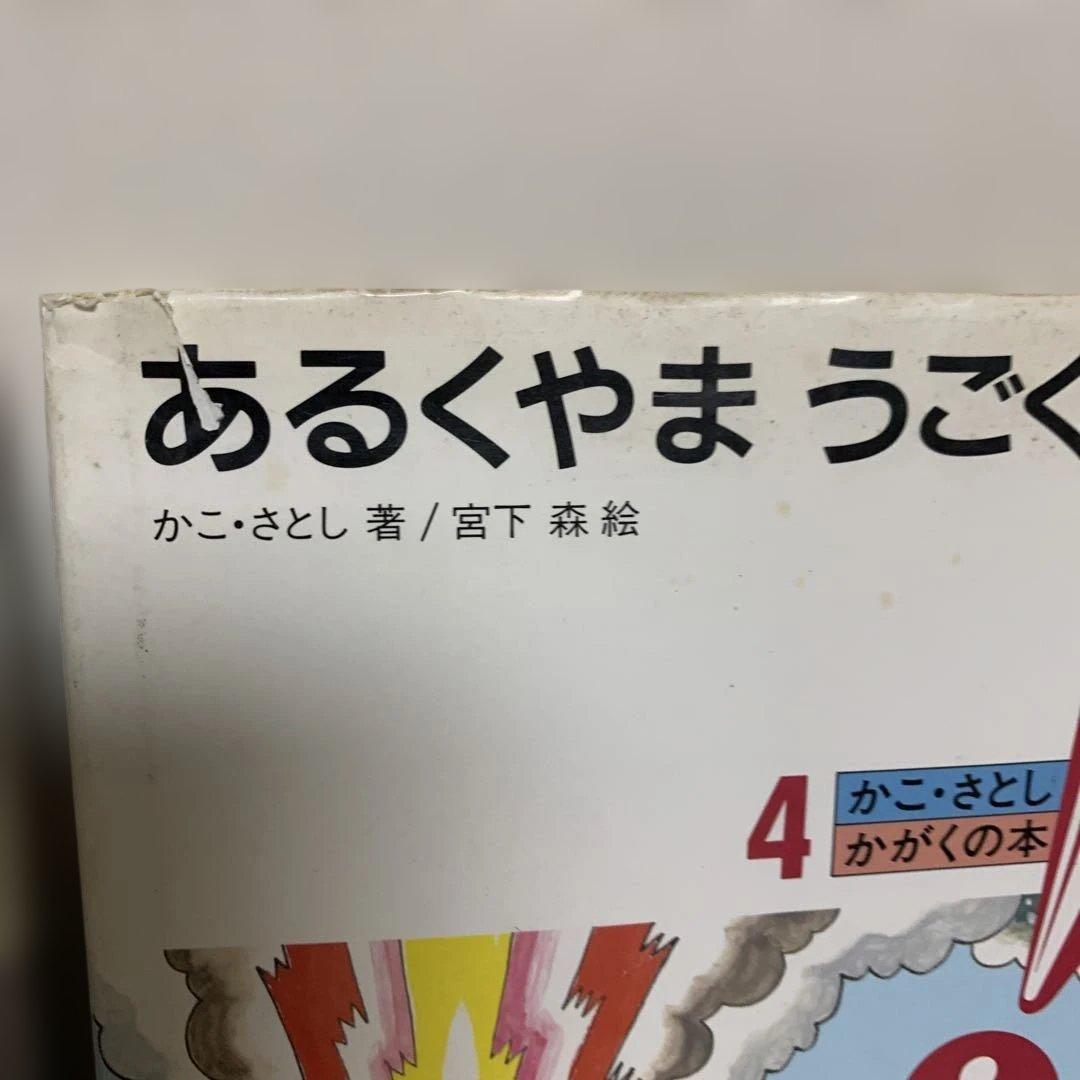 あるくやま うごく
かこ・さとし 著/宮下 森 絵
4
かこ・さとし
かがくの本